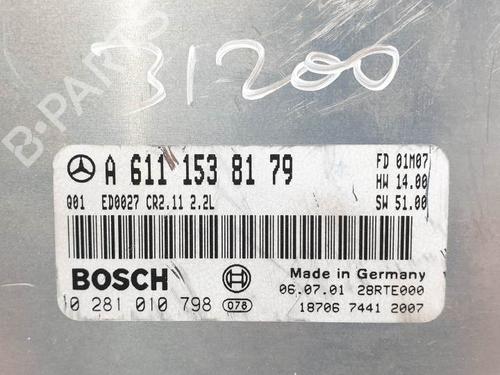 31200
B-PARTS
A 611 153 81 79
FD 01M07
HW 14.00
SW 51.00
Q01 ED0027 CR2.11 2.2L
BOSCH
Made in Germany
06.07.01 28RTE000
0 281 010 798 078
18706 7441 2007